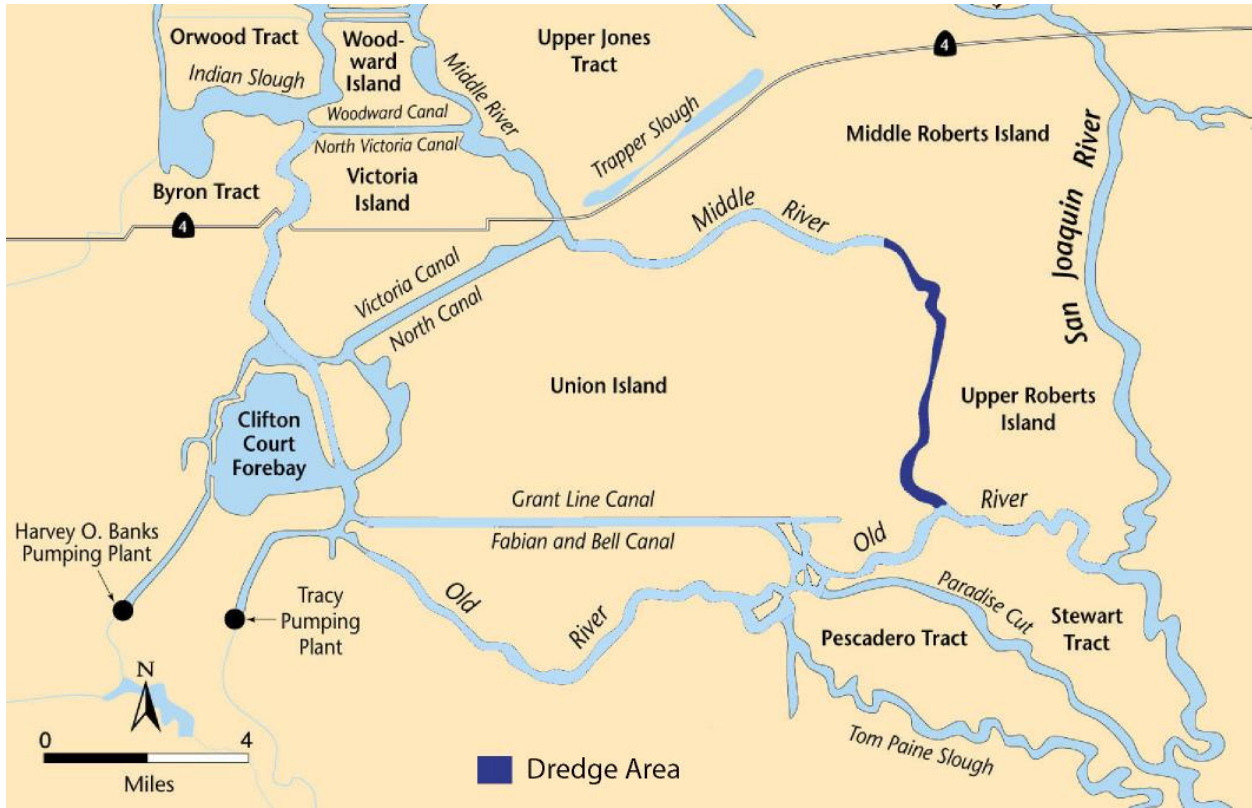 Orwood Tract
Indian Slough
Wood-
ward
Island
Woodward Canal
North Victoria Canal
Middle River
Upper Jones
Tract
4
Trapper Slough
Middle Roberts Island
San Joaquin River
Byron Tract
4
Victoria
Island
Middle River
Victoria Canal
North Canal
Union Island
Upper Roberts
Island
Clifton
Court
Forebay
Grant Line Canal
Fabian and Bell Canal
Old River
Harvey O. Banks
Pumping Plant
Tracy
Pumping
Plant
Old River
Paradise Cut
Stewart
Tract
Pescadero Tract
Tom Paine Slough
N
0 4
Miles
Dredge Area